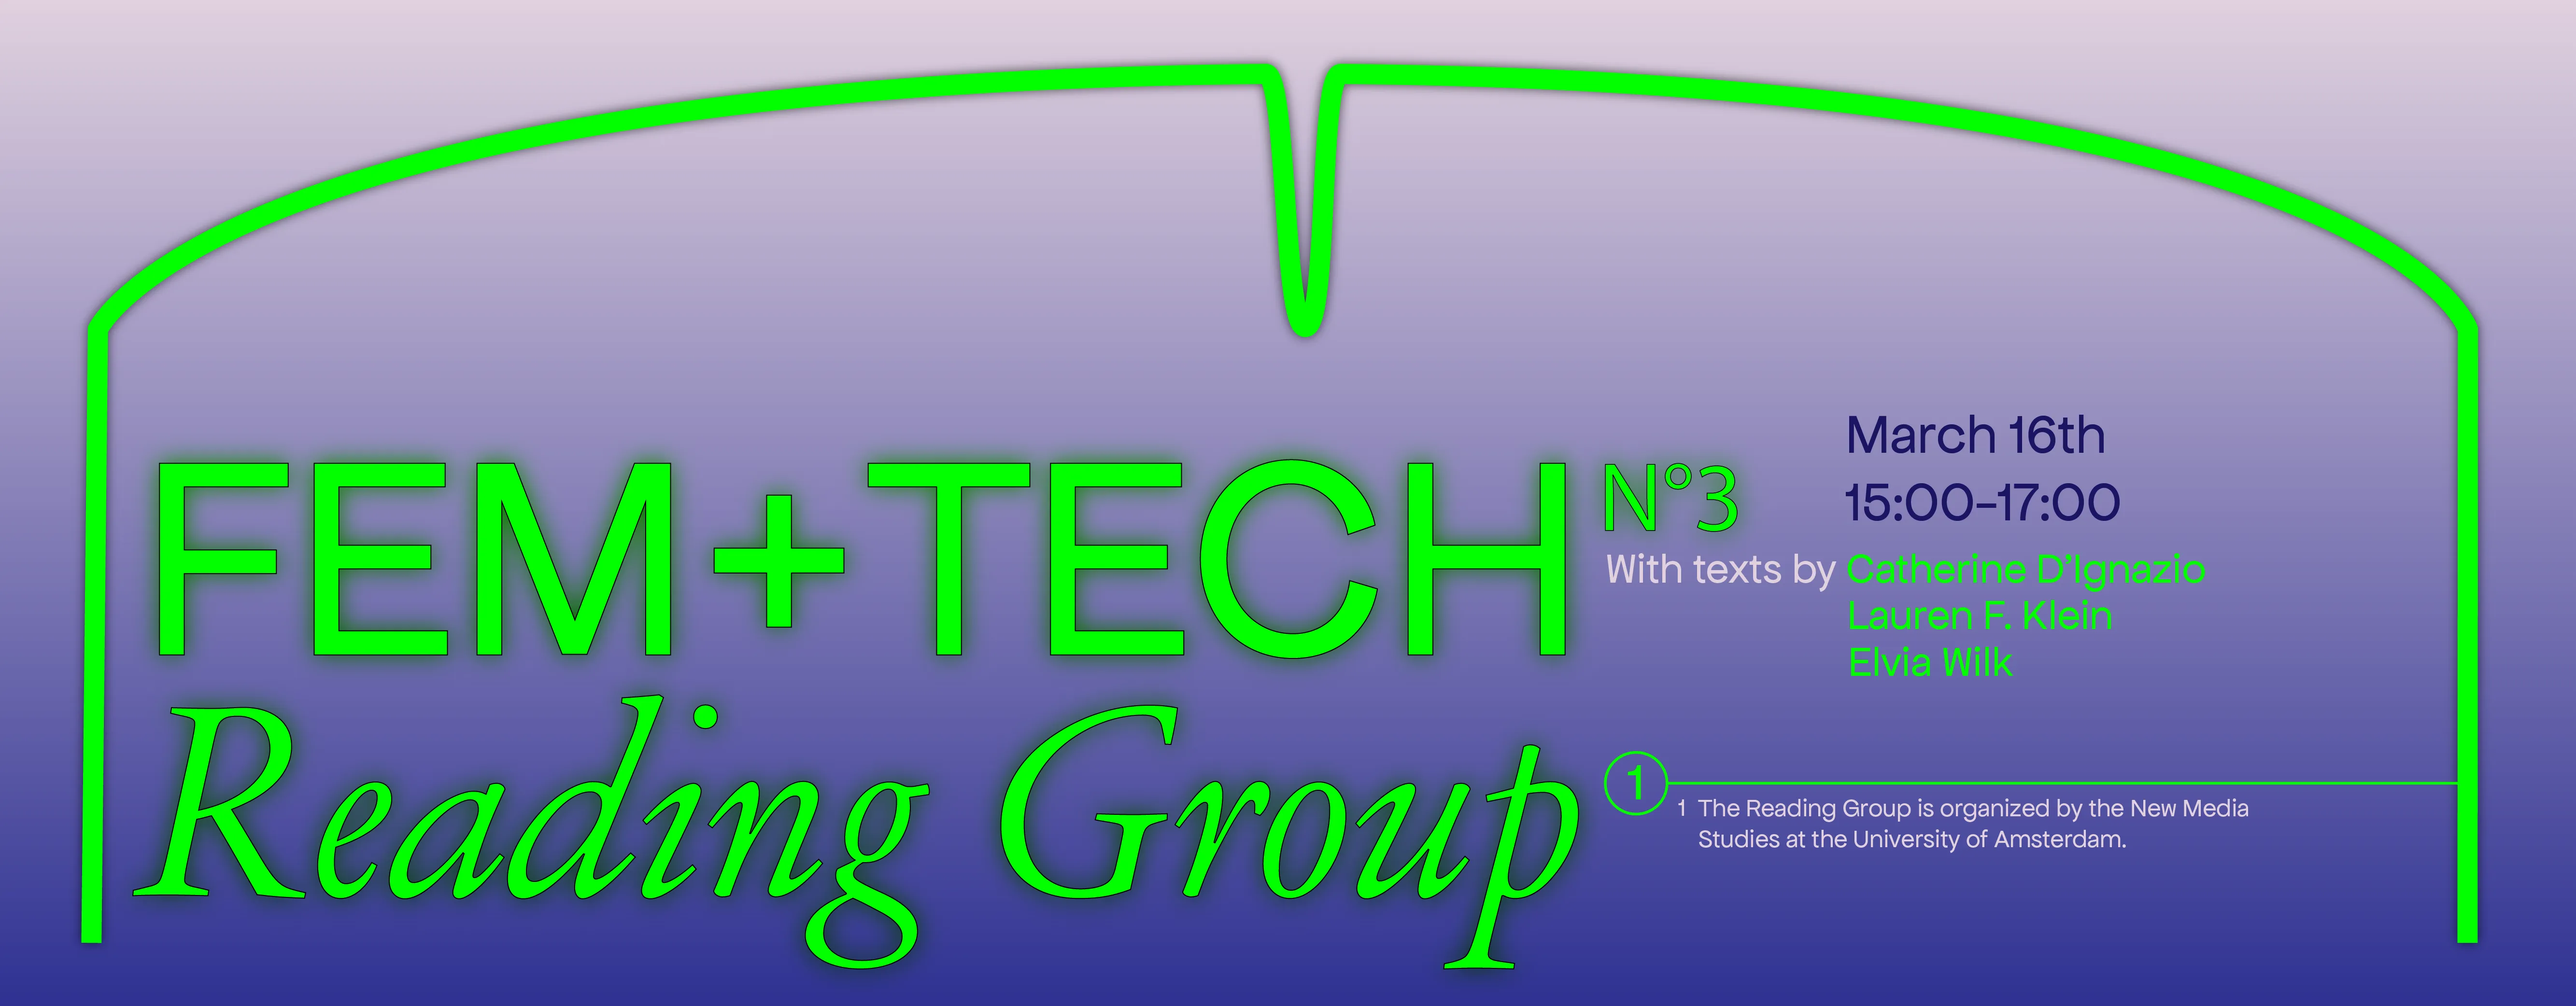 FEM+TECH
Reading Group
N°3
March 16th
15:00–17:00
With texts by Catherine D’Ignazio
Lauren F. Klein
Elvia Wilk
1
1 The Reading Group is organized by the New Media
Studies at the University of Amsterdam.